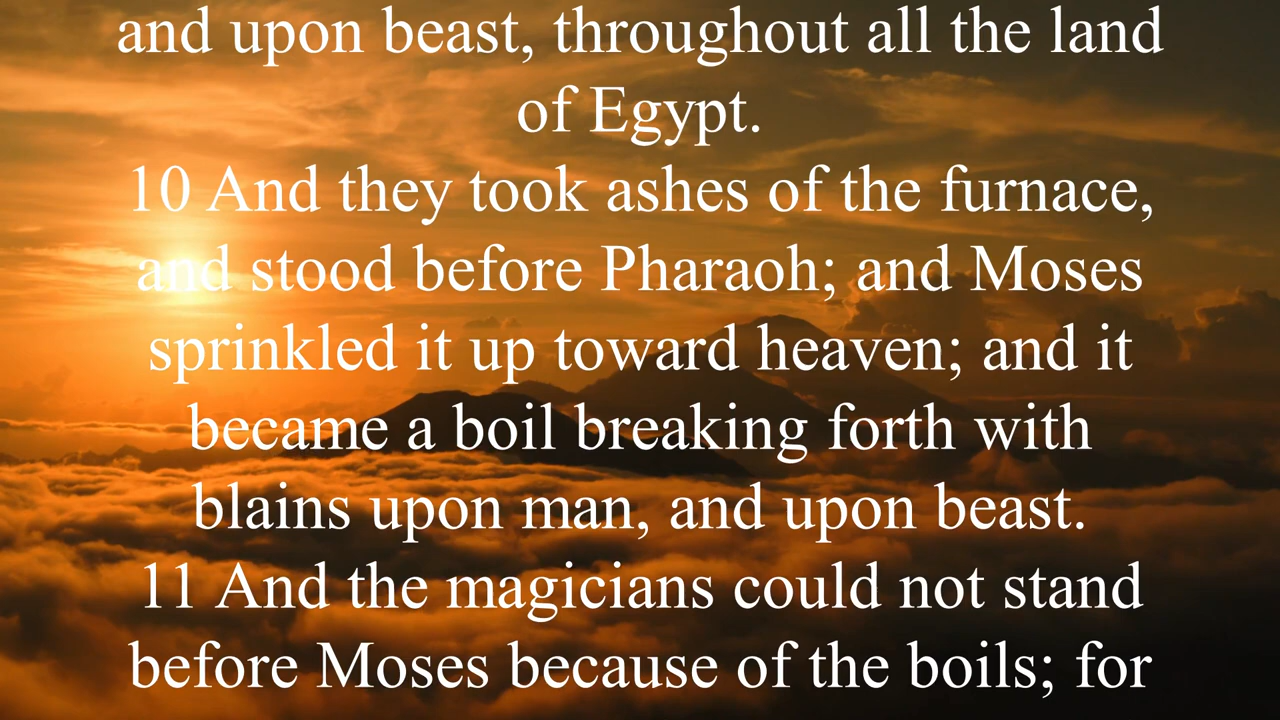 and upon beast, throughout all the land
of Egypt.
10 And they took ashes of the furnace,
and stood before Pharaoh; and Moses
sprinkled it up toward heaven; and it
became a boil breaking forth with
blains upon man, and upon beast.
11 And the magicians could not stand
before Moses because of the boils; for